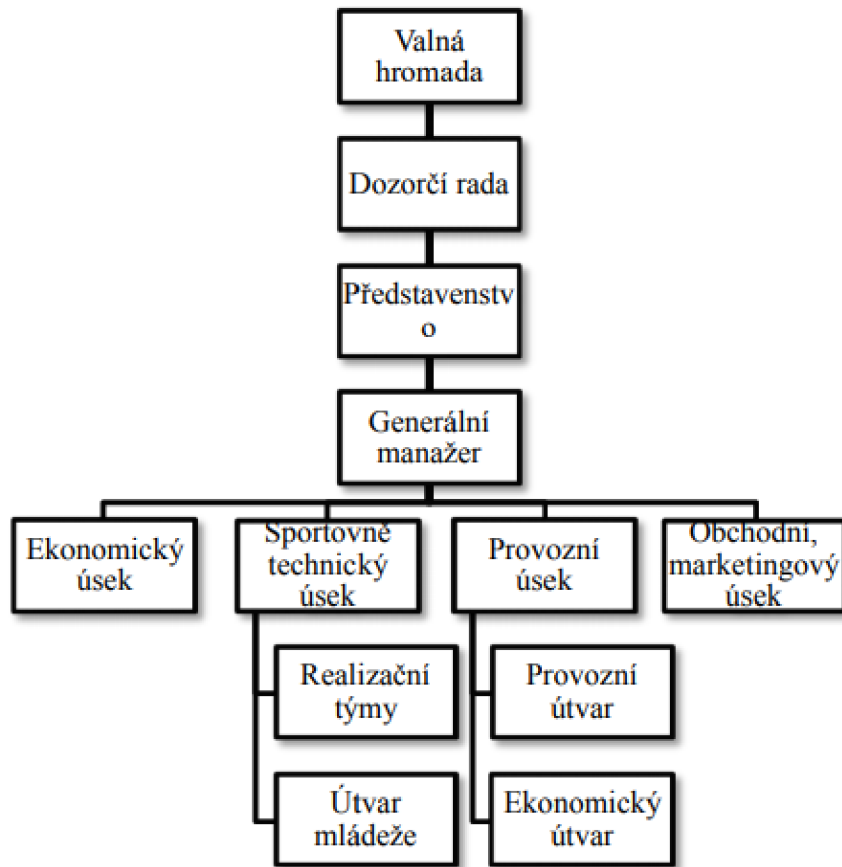 Valná
hromada
Dozorčí rada
Představenstv
o
Generální
manažer
Ekonomický
úsek
Sportovně
technický
úsek
Provozní
úsek
Obchodní,
marketingový
úsek
Realizační
týmy
Provozní
útvar
Útvar
mládeže
Ekonomický
útvar